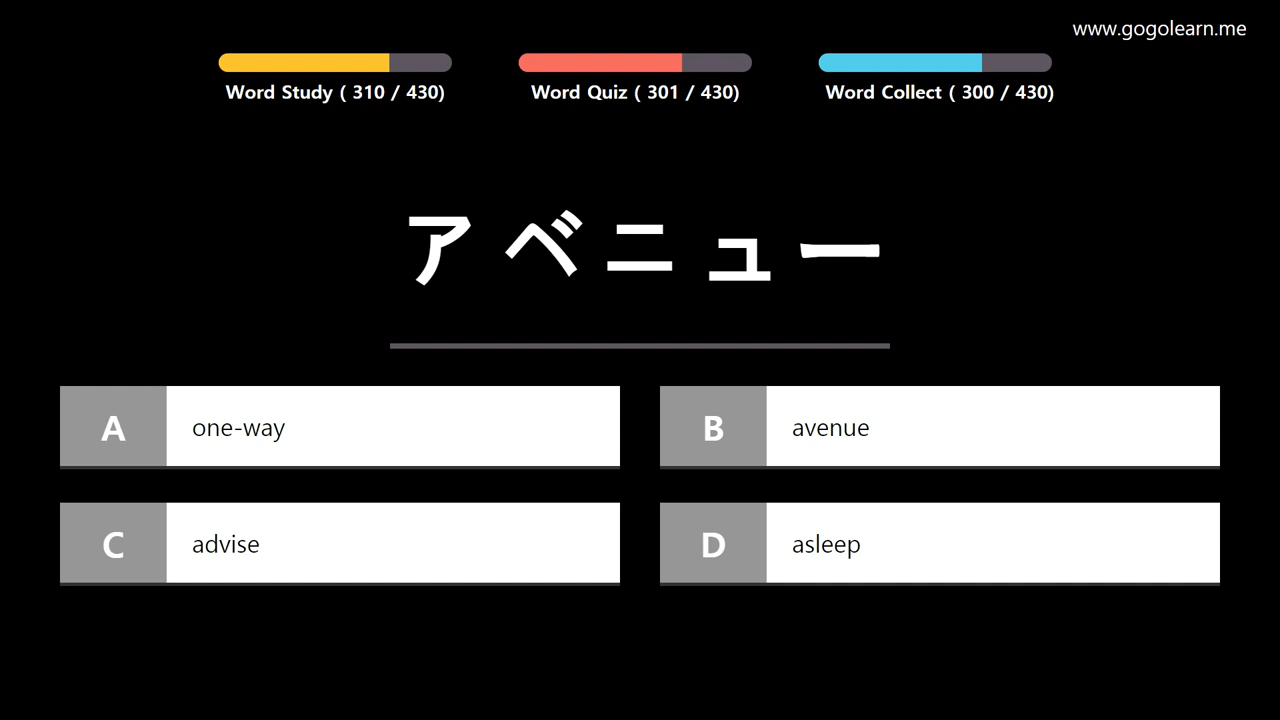 www.gogolearn.me
Word Study ( 310 / 430)
Word Quiz ( 301 / 430)
Word Collect ( 300 / 430)
アベニュー
A one-way
B avenue
C advise
D asleep